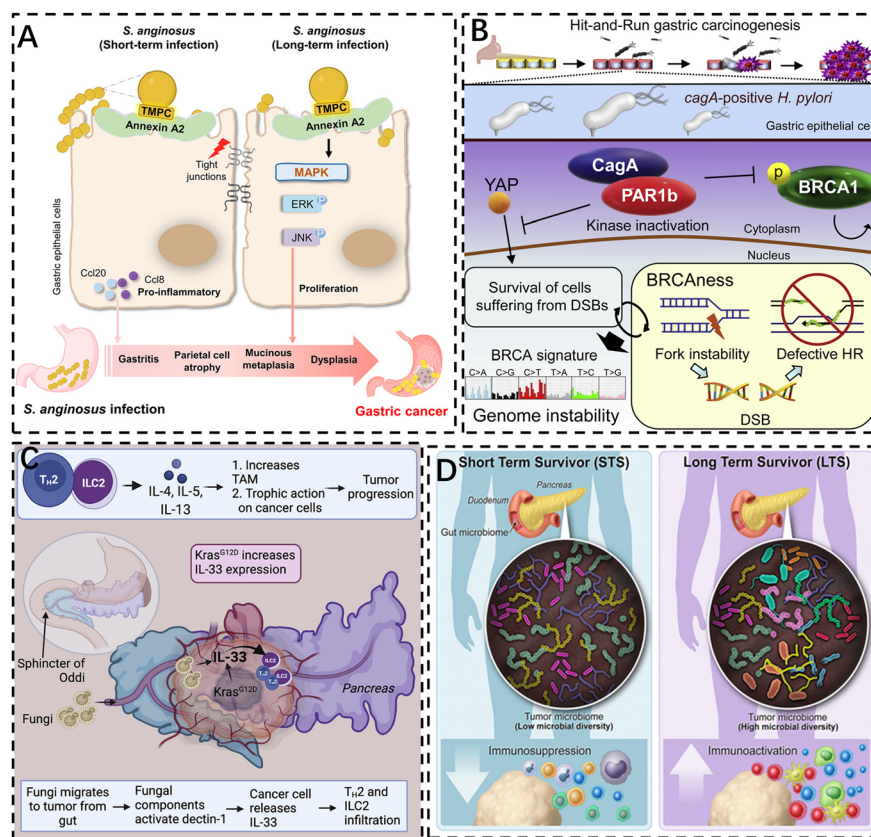 A
S. anginosus
(Short-term infection)
S. anginosus
(Long-term infection)
TMPC
Annexin A2
TMPC
Annexin A2
Tight
junctions
MAPK
ERK
P
JNK
P
Gastric epithelial cells
Ccl20
Ccl8
Pro-inflammatory
Proliferation
Gastritis
Parietal cell
atrophy
Mucinous
metaplasia
Dysplasia
S. anginosus infection
Gastric cancer
B
Hit-and-Run gastric carcinogenesis
cagA-positive H. pylori
Gastric epithelial cel
CagA
YAP
PAR1b
p
BRCA1
Kinase inactivation
Cytoplasm
Nucleus
Survival of cells
suffering from DSBs
BRCAness
Fork instability
Defective HR
BRCA signature
C>A C>G C>T T>A T>C T>G
Genome instability
DSB
C
TH2
ILC2
IL-4, IL-5,
IL-13
1. Increases
TAM
2. Trophic action
on cancer cells
Tumor
progression
KrasG12D increases
IL-33 expression
Sphincter of
Oddi
IL-33
ILC2
TH2
ILC2
TH2
KrasG12D
Pancreas
Fungi
Fungi migrates
to tumor from
gut
Fungal
components
activate dectin-1
Cancer cell
releases
IL-33
TH2 and
ILC2
infiltration
D
Short Term Survivor (STS)
Pancreas
Duodenum
Gut microbiome
Tumor microbiome
(Low microbial diversity)
Immunosuppression
Long Term Survivor (LTS)
Tumor microbiome
(High microbial diversity)
Immunoactivation